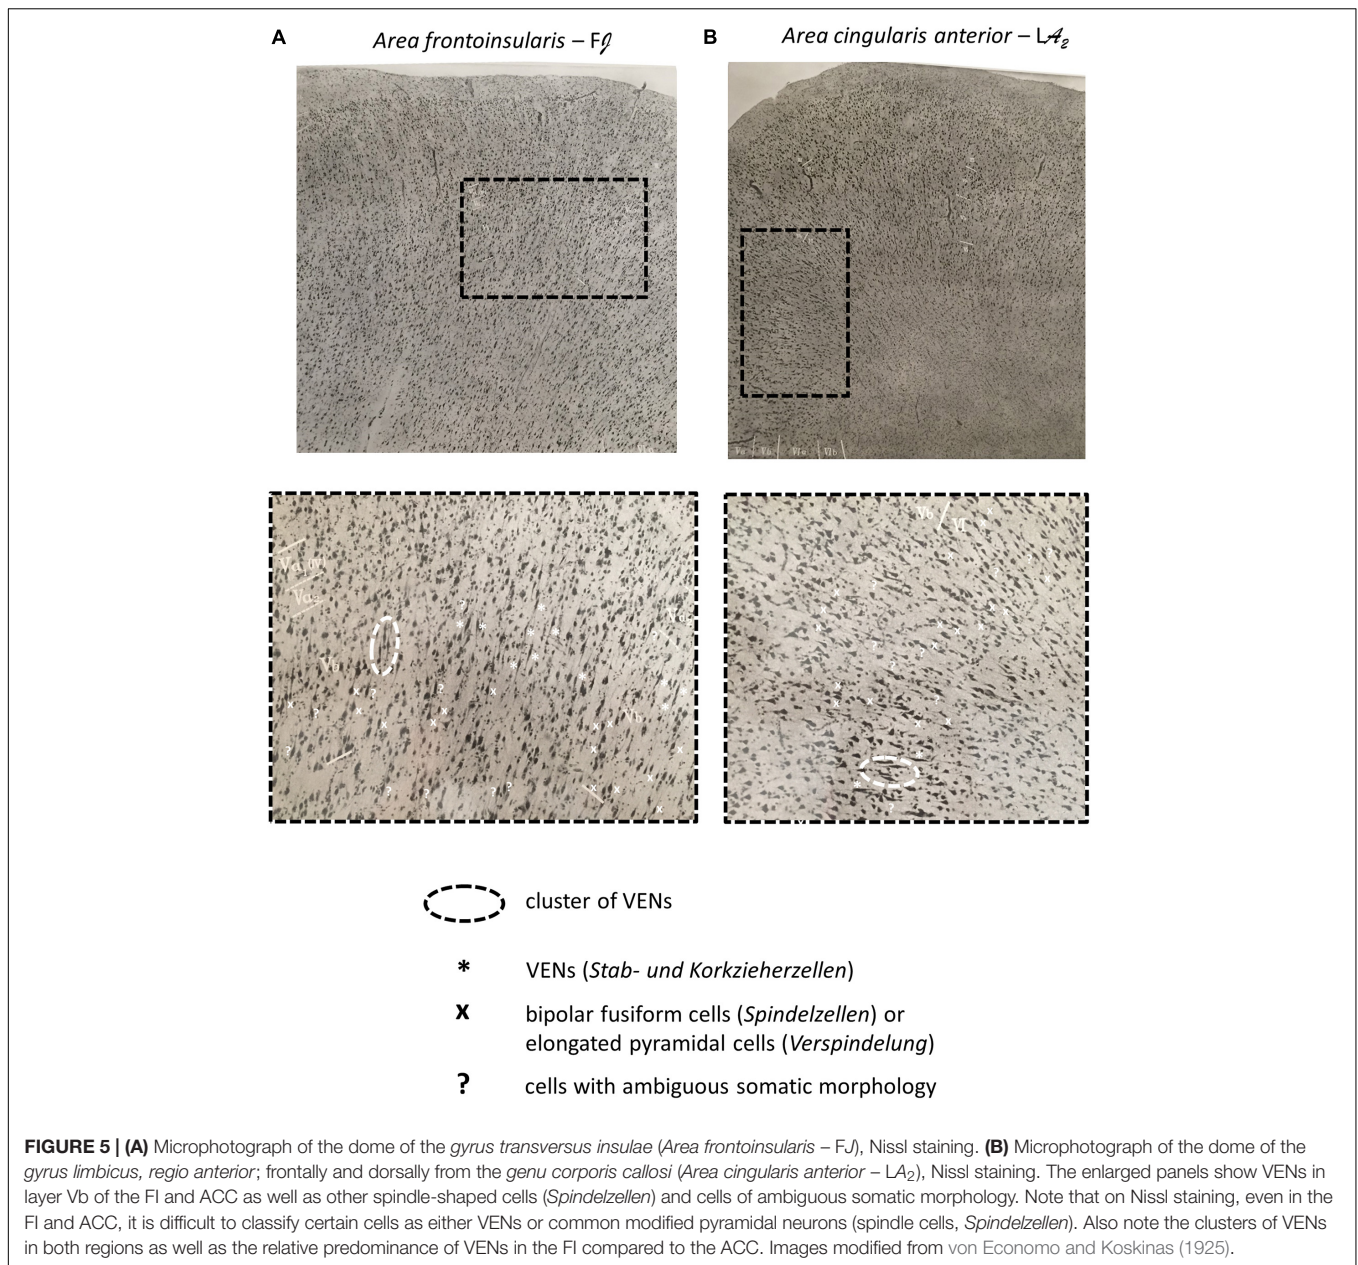 A
Area frontoinsularis – FJ
B
Area cingularis anterior – LA2
Va Vb VIa VIb
Vb VI
Vb
Vb
cluster of VENs
* VENs (Stab- und Korkzieherzellen)
x bipolar fusiform cells (Spindelzellen) or
elongated pyramidal cells (Verspindelung)
? cells with ambiguous somatic morphology
FIGURE 5 | (A) Microphotograph of the dome of the gyrus transversus insulae (Area frontoinsularis – FJ), Nissl staining. (B) Microphotograph of the dome of the
gyrus limbicus, regio anterior; frontally and dorsally from the genu corporis callosi (Area cingularis anterior – LA2), Nissl staining. The enlarged panels show VENs in
layer Vb of the FI and ACC as well as other spindle-shaped cells (Spindelzellen) and cells of ambiguous somatic morphology. Note that on Nissl staining, even in the
FI and ACC, it is difficult to classify certain cells as either VENs or common modified pyramidal neurons (spindle cells, Spindelzellen). Also note the clusters of VENs
in both regions as well as the relative predominance of VENs in the FI compared to the ACC. Images modified from von Economo and Koskinas (1925).